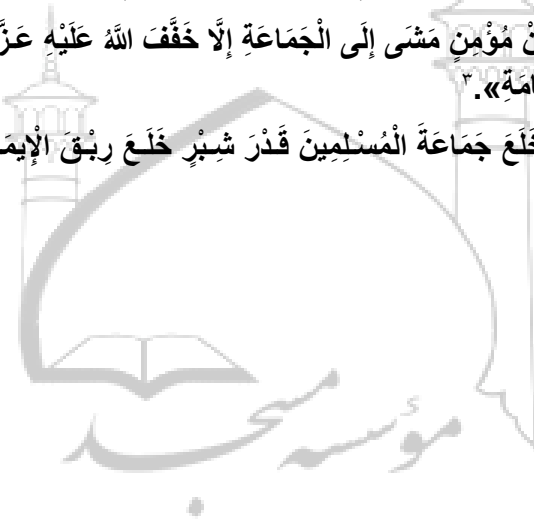 نْ مُؤْمِنٍ مَشَى إِلَى الْجَمَاعَةِ إِلَّا خَفَّفَ اللهُ عَلَيْهِ عَزَّ
امَةِ».٣
خَلَعَ جَمَاعَةَ الْمُسْلِمِينَ قَدْرَ شِبْرٍ خَلَعَ رِبْقَ الْإِيمَ
مؤسسه مسجد